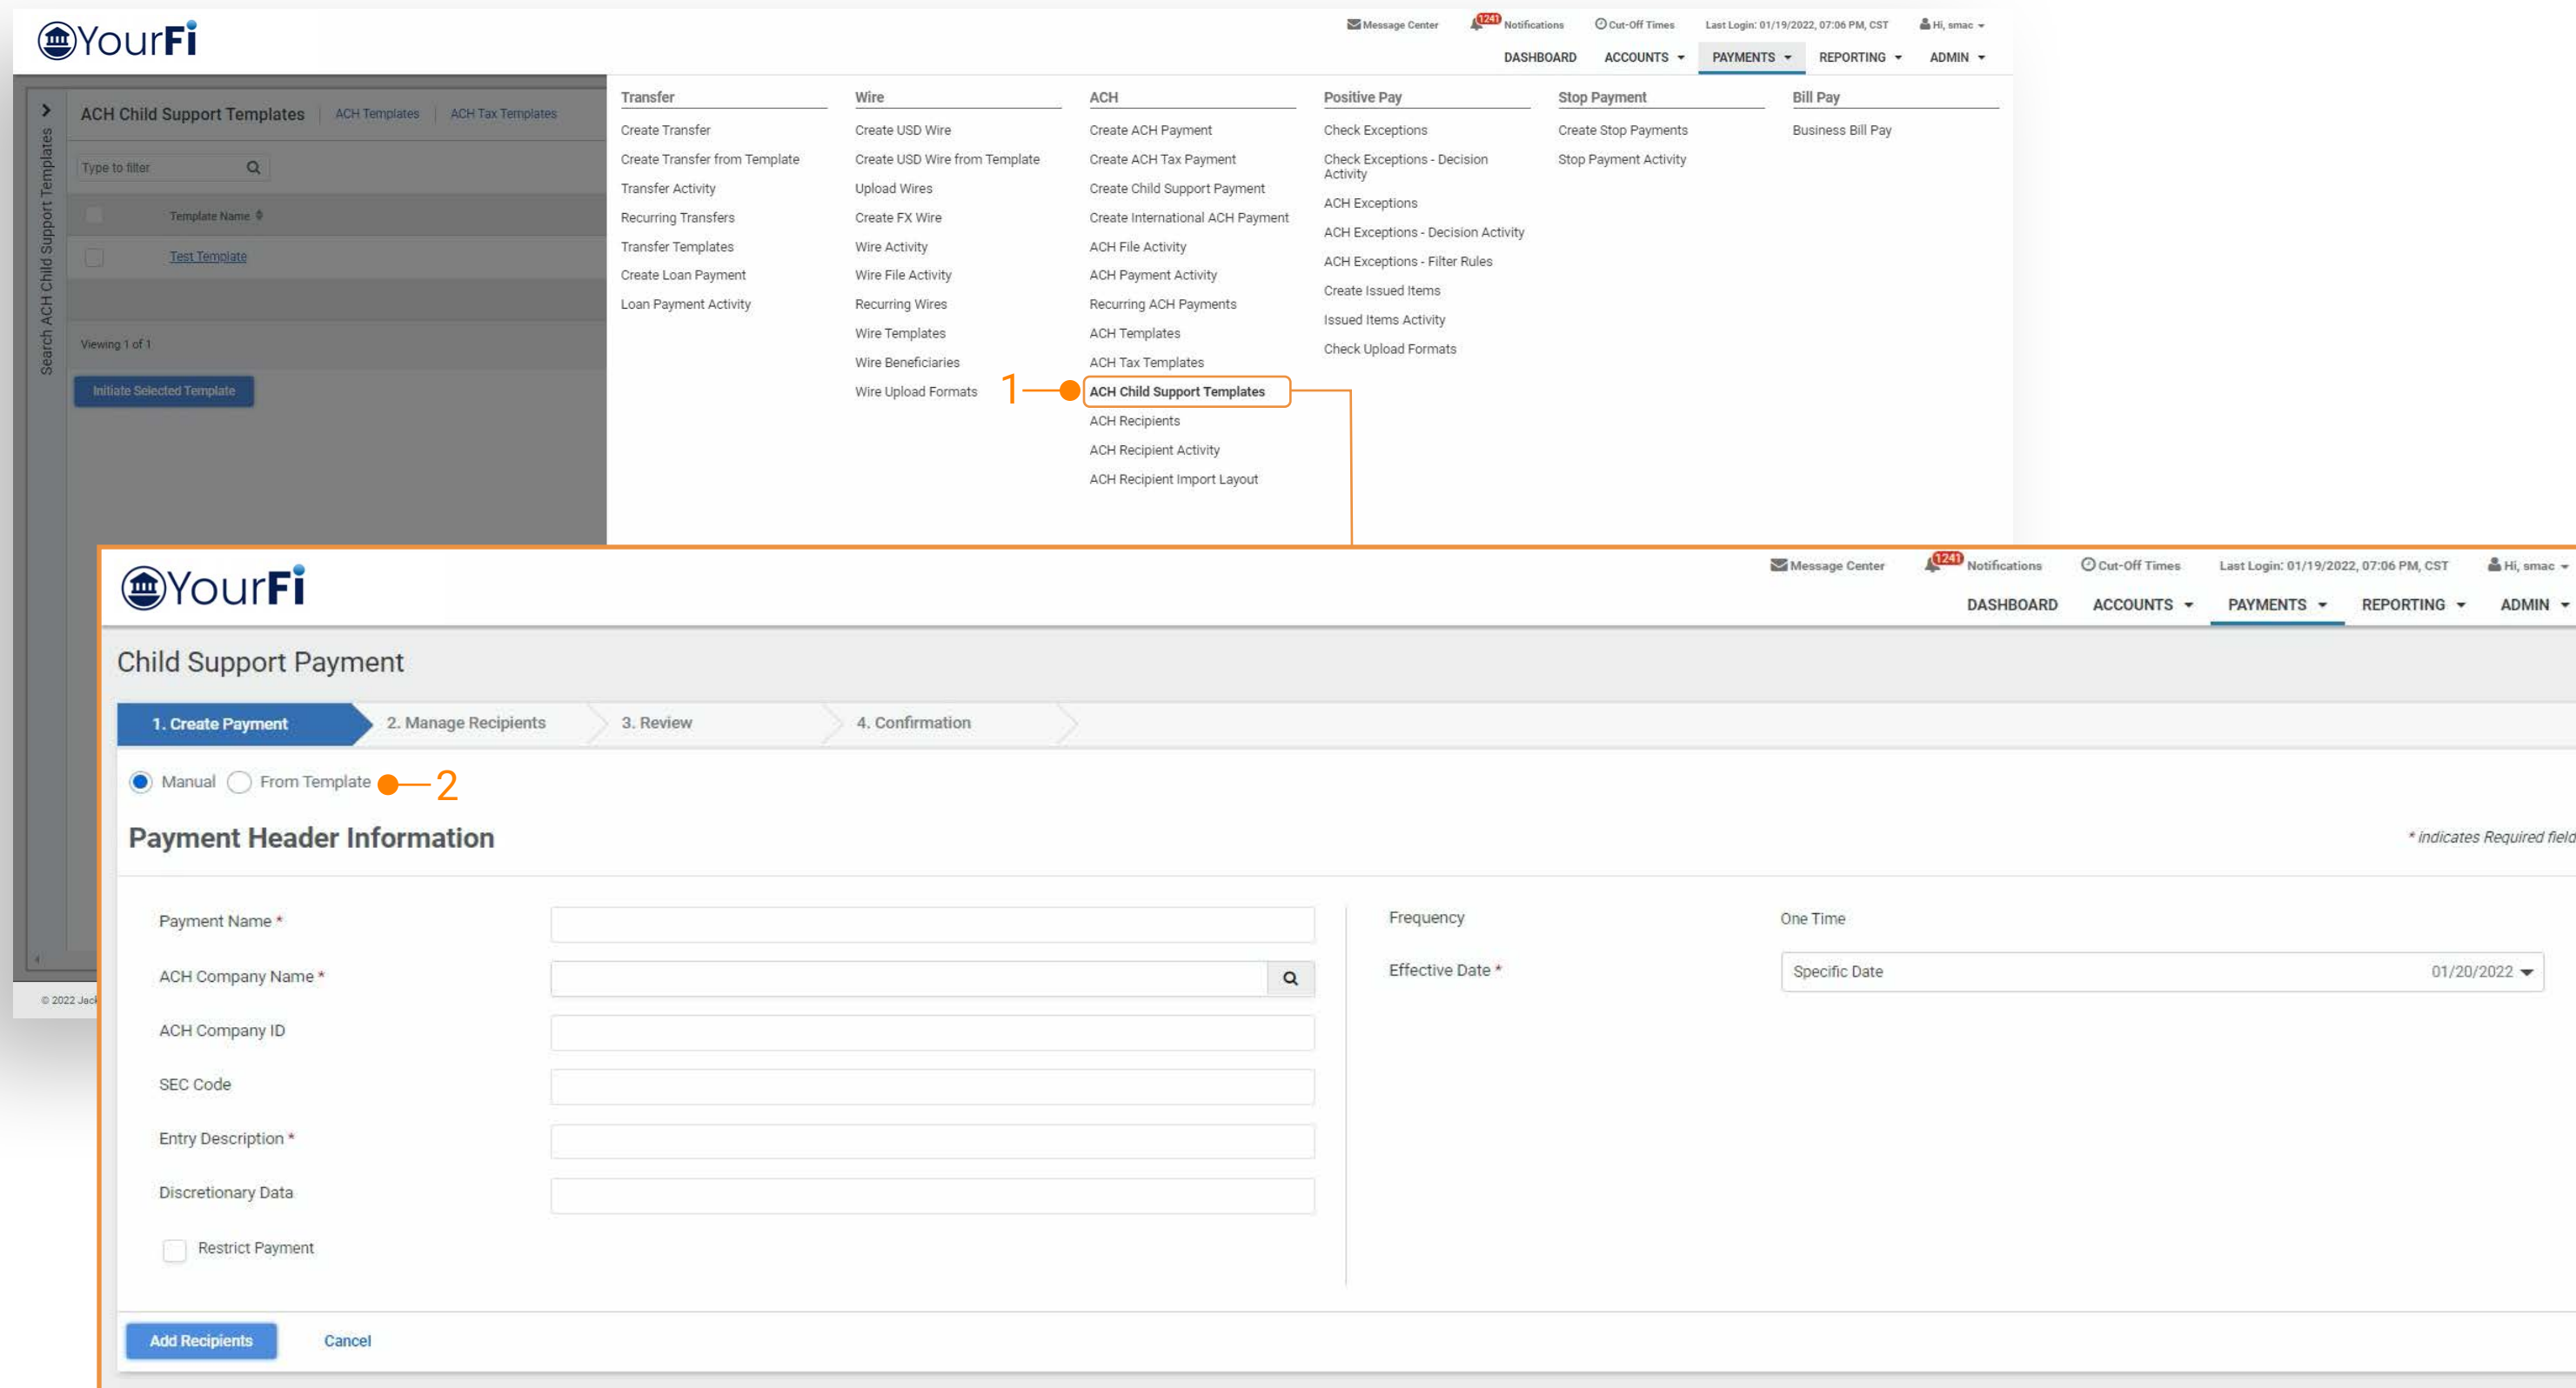 YourFi
Message Center 1241 Notifications Cut-Off Times Last Login: 01/19/2022, 07:06 PM, CST Hi, smac
DASHBOARD ACCOUNTS PAYMENTS REPORTING ADMIN
Search ACH Child Support Templates
ACH Child Support Templates ACH Templates ACH Tax Templates
Type to filter
Template Name
Test Template
Viewing 1 of 1
Initiate Selected Template
Transfer
Create Transfer
Create Transfer from Template
Transfer Activity
Recurring Transfers
Transfer Templates
Create Loan Payment
Loan Payment Activity
Wire
Create USD Wire
Create USD Wire from Template
Upload Wires
Create FX Wire
Wire Activity
Wire File Activity
Recurring Wires
Wire Templates
Wire Beneficiaries
Wire Upload Formats
ACH
Create ACH Payment
Create ACH Tax Payment
Create Child Support Payment
Create International ACH Payment
ACH File Activity
ACH Payment Activity
Recurring ACH Payments
ACH Templates
ACH Tax Templates
1 ACH Child Support Templates
ACH Recipients
ACH Recipient Activity
ACH Recipient Import Layout
Positive Pay
Check Exceptions
Check Exceptions - Decision
Activity
ACH Exceptions
ACH Exceptions - Decision Activity
ACH Exceptions - Filter Rules
Create Issued Items
Issued Items Activity
Check Upload Formats
Stop Payment
Create Stop Payments
Stop Payment Activity
Bill Pay
Business Bill Pay
© 2022 Jack
YourFi
Message Center 1241 Notifications Cut-Off Times Last Login: 01/19/2022, 07:06 PM, CST Hi, smac
DASHBOARD ACCOUNTS PAYMENTS REPORTING ADMIN
Child Support Payment
1. Create Payment 2. Manage Recipients 3. Review 4. Confirmation
Manual From Template 2
Payment Header Information
* indicates Required field
Payment Name *
ACH Company Name *
ACH Company ID
SEC Code
Entry Description *
Discretionary Data
Restrict Payment
Frequency One Time
Effective Date * Specific Date 01/20/2022
Add Recipients Cancel